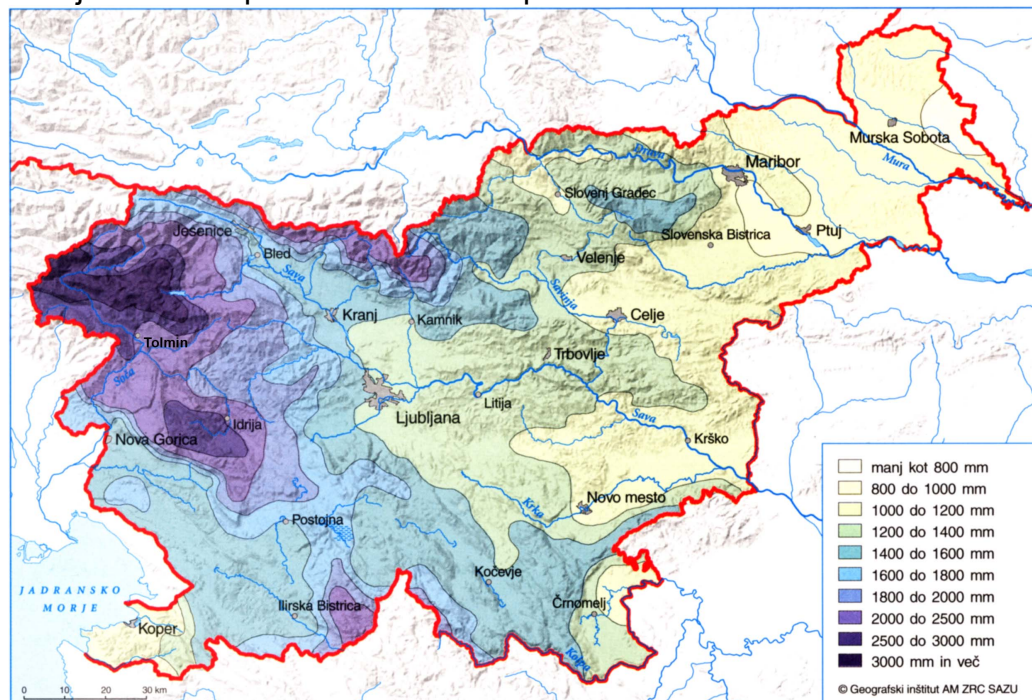 Murska Sobota
Mura
Maribor
Drava
Slovenj Gradec
Ptuj
Slovenska Bistrica
Jesenice
Bled
Velenje
Sava
Savinja
Kranj
Kamnik
Celje
Tolmin
Trbovlje
Soča
Litija
Ljubljana
Sava
Idrija
Nova Gorica
Krško
Novo mesto
Krka
Postojna
Kočevje
JADRANSKO
MORJE
Ilirska Bistrica
Črnomelj
Koper
Kolpa
0 10 20 30 km
manj kot 800 mm
800 do 1000 mm
1000 do 1200 mm
1200 do 1400 mm
1400 do 1600 mm
1600 do 1800 mm
1800 do 2000 mm
2000 do 2500 mm
2500 do 3000 mm
3000 mm in več
© Geografski inštitut AM ZRC SAZU